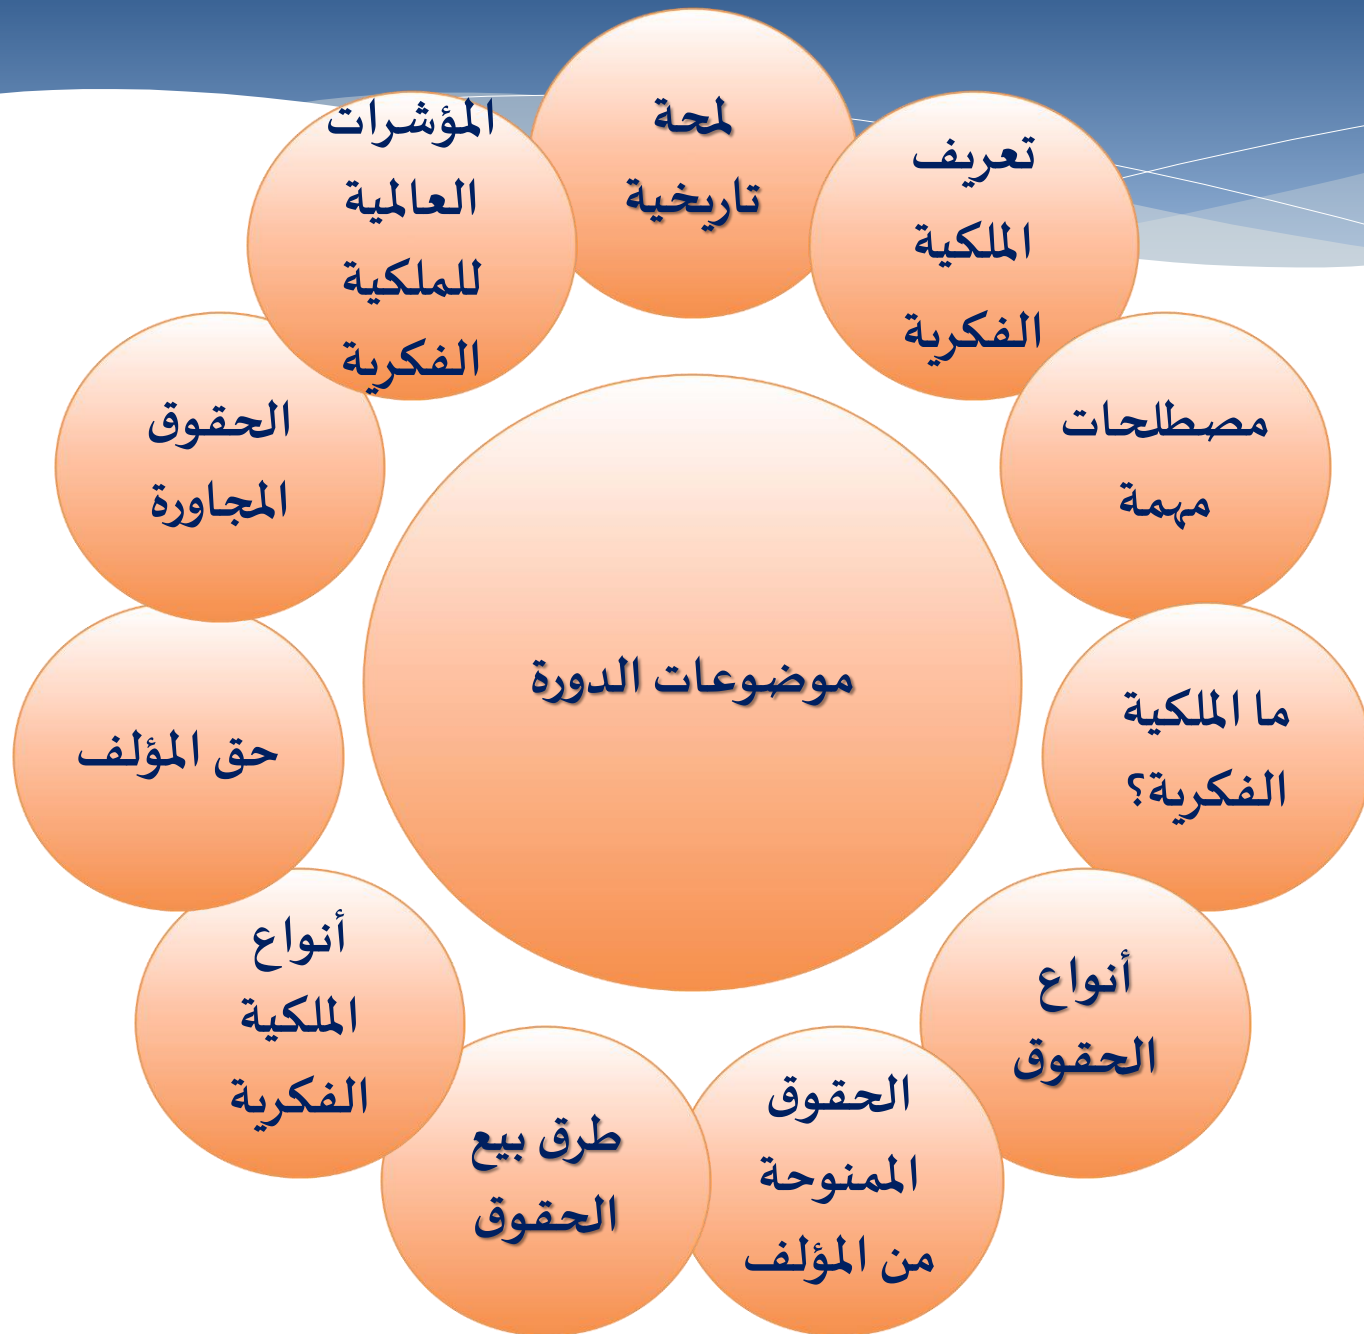 لمحة
تاريخية
تعريف
الملكية
الفكرية
مصطلحات
مهمة
ما الملكية
الفكرية؟
أنواع
الحقوق
الحقوق
الممنوحة
من المؤلف
طرق بيع
الحقوق
أنواع
الملكية
الفكرية
حق المؤلف
الحقوق
المجاورة
المؤشرات
العالمية
للملكية
الفكرية
موضوعات الدورة